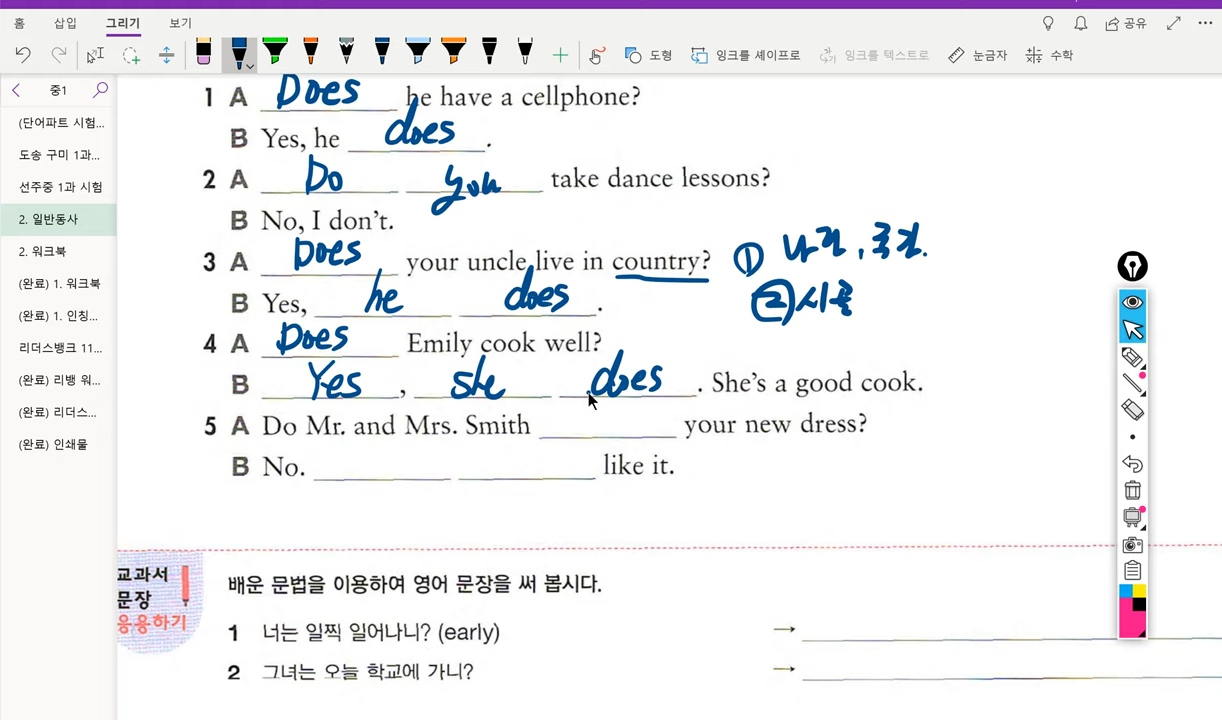 홈 삽입 그리기 보기
공유
도형 잉크를 셰이프로 잉크를 텍스트로 눈금자 수학
중1
(단어파트 시험...
도송 구미 1과...
선주중 1과 시험
2. 일반동사
2. 워크북
(완료) 1. 워크북
(완료) 1. 인칭...
리더스뱅크 11...
(완료) 리뱅 워...
(완료) 리더스...
(완료) 인쇄물
1 A Does he have a cellphone?
B Yes, he does.
2 A Do you take dance lessons?
B No, I don't.
3 A Does your uncle live in country?
① 나라, 국가.
B Yes, he does.
② 시골
4 A Does Emily cook well?
B Yes, she does. She's a good cook.
5 A Do Mr. and Mrs. Smith your new dress?
B No. like it.
교과서
문장
응용하기
배운 문법을 이용하여 영어 문장을 써 봅시다.
1 너는 일찍 일어나니? (early) →
2 그녀는 오늘 학교에 가니? →